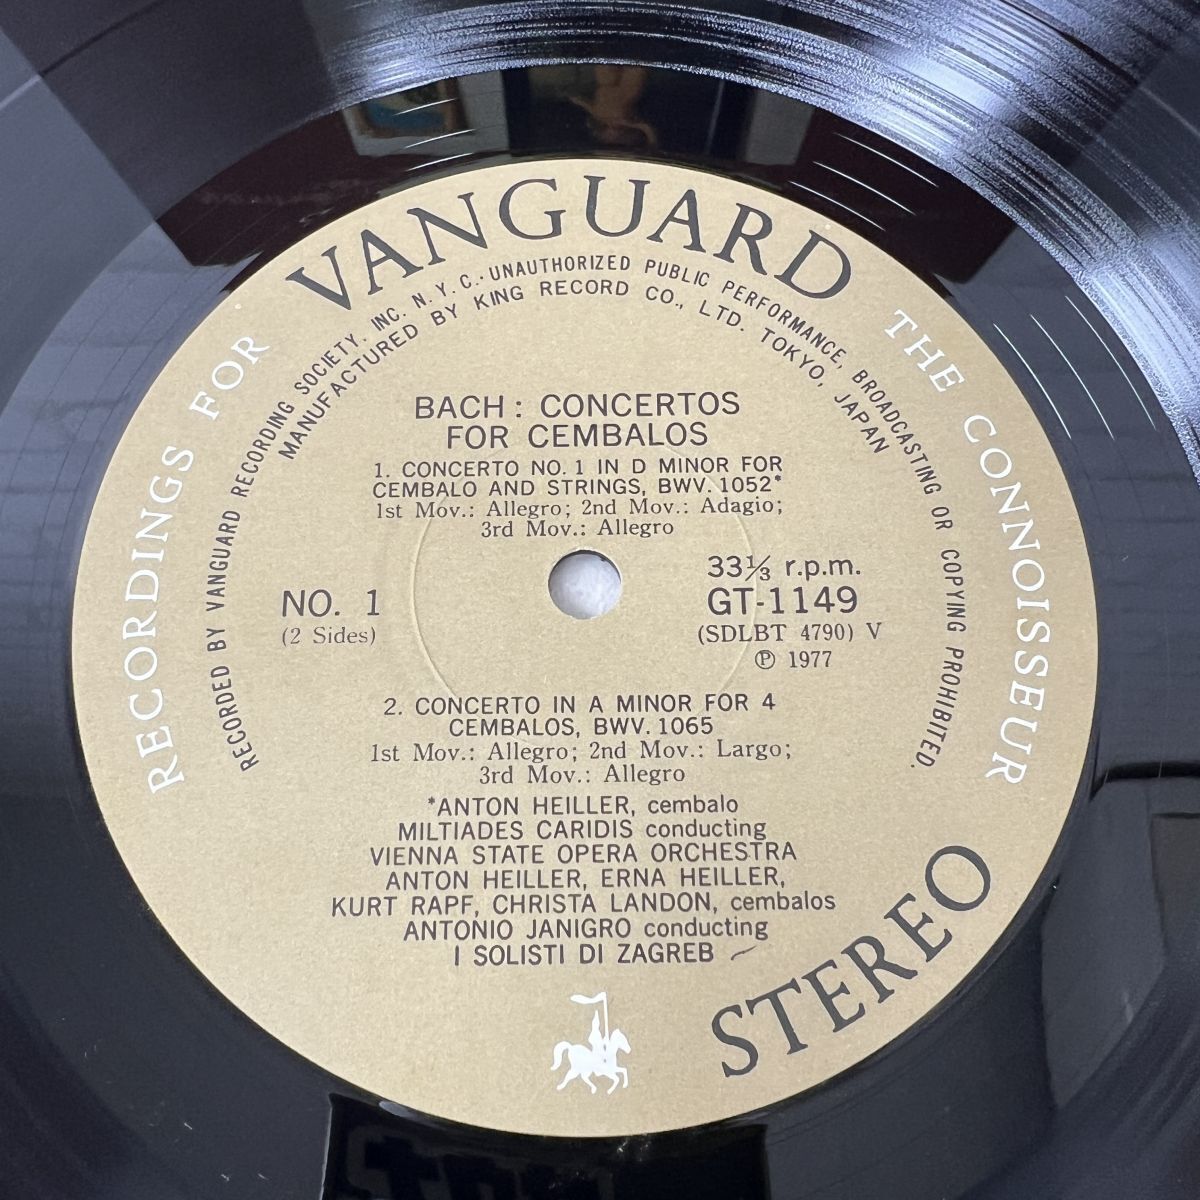 VANGUARD
RECORDINGS FOR THE CONNOISSEUR
RECORDED BY VANGUARD RECORDING SOCIETY, INC. N. Y. C.·UNAUTHORIZED PUBLIC PERFORMANCE, BROADCASTING OR COPYING PROHIBITED.
MANUFACTURED BY KING RECORD CO., LTD. TOKYO, JAPAN
BACH : CONCERTOS
FOR CEMBALOS
1. CONCERTO NO. 1 IN D MINOR FOR
CEMBALO AND STRINGS, BWV. 1052*
1st Mov.: Allegro; 2nd Mov.: Adagio;
3rd Mov.: Allegro
NO. 1
(2 Sides)
33⅓ r.p.m.
GT-1149
(SDLBT 4790) V
℗ 1977
2. CONCERTO IN A MINOR FOR 4
CEMBALOS, BWV. 1065
1st Mov.: Allegro; 2nd Mov.: Largo;
3rd Mov.: Allegro
*ANTON HEILLER, cembalo
MILTIADES CARIDIS conducting
VIENNA STATE OPERA ORCHESTRA
ANTON HEILLER, ERNA HEILLER,
KURT RAPF, CHRISTA LANDON, cembalos
ANTONIO JANIGRO conducting
I SOLISTI DI ZAGREB
STEREO